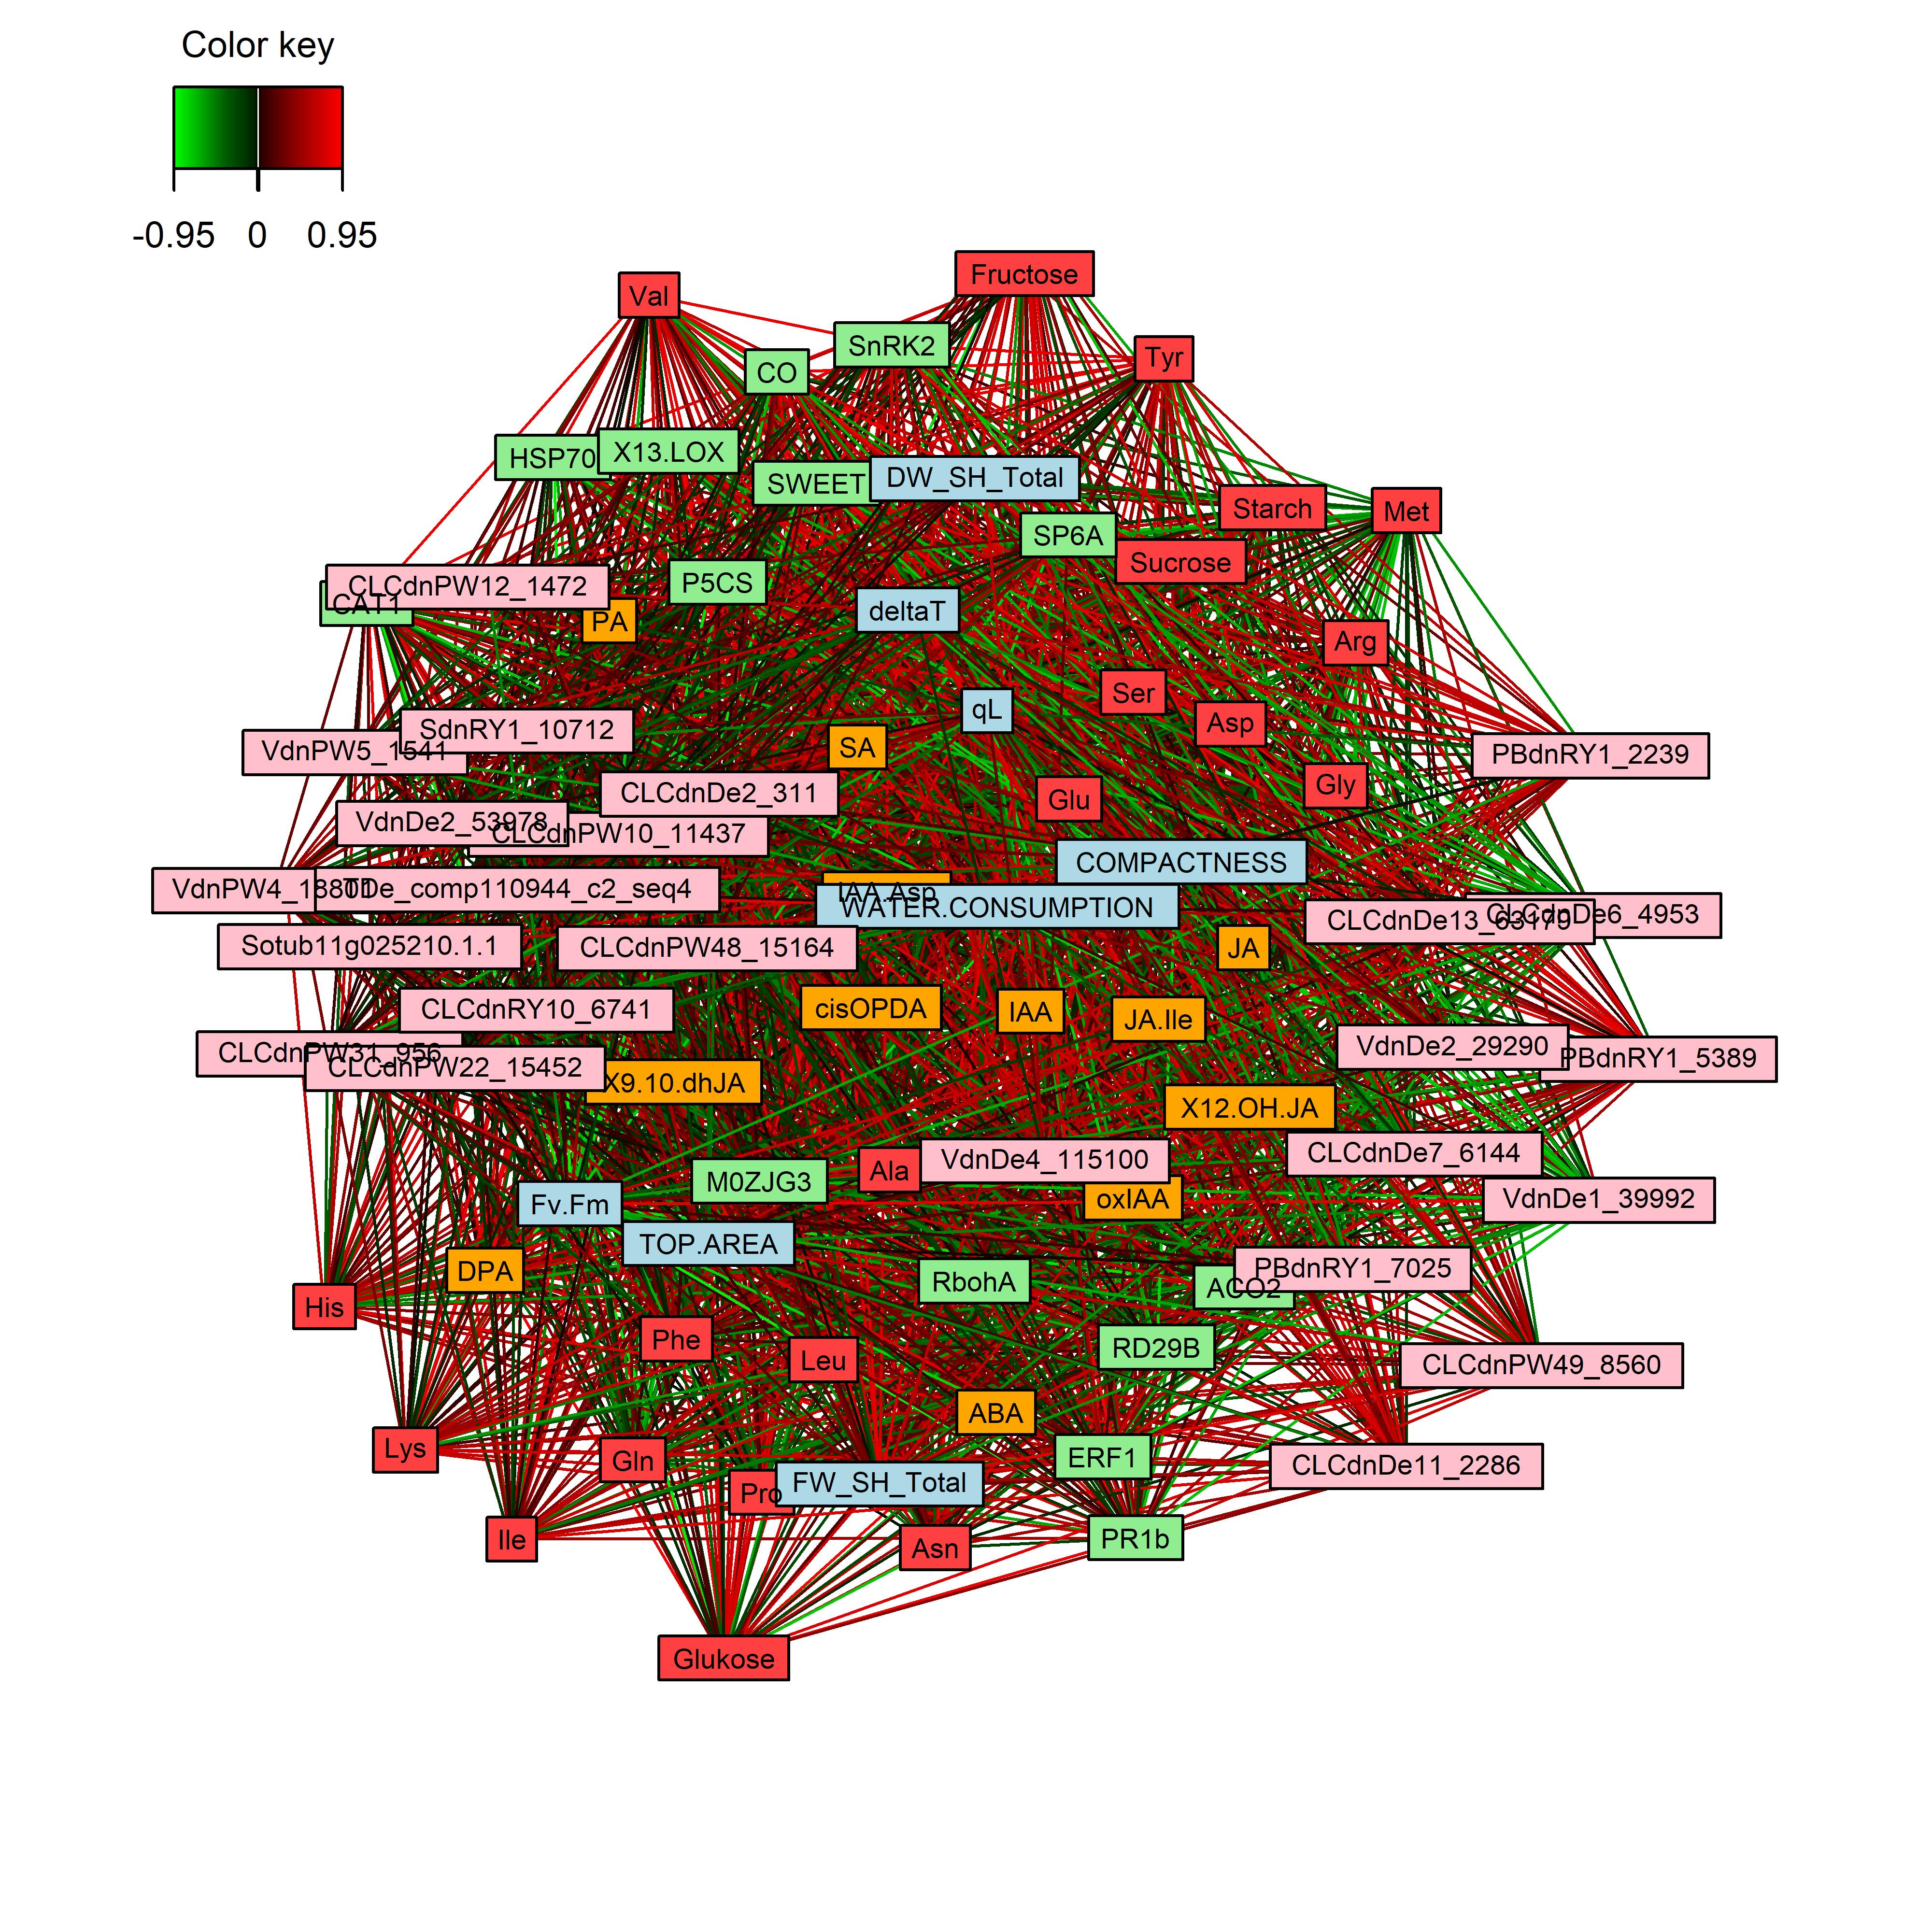 Color key
-0.95 0 0.95
Fructose
Val
SnRK2
Tyr
CO
X13.LOX
HSP70
DW_SH_Total
SWEET
Starch
Met
SP6A
Sucrose
CLCdnPW12_1472
P5CS
CAT1
deltaT
PA
Arg
Ser
qL
Asp
SdnRY1_10712
VdnPW5_1541
SA
PBdnRY1_2239
Gly
CLCdnDe2_311
Glu
VdnDe2_53978
CLCdnPW10_11437
COMPACTNESS
VdnPW4_18801
TDe_comp110944_c2_seq4
IAA.Asp
WATER.CONSUMPTION
CLCdnDe13_63179
CLCdnDe6_4953
Sotub11g025210.1.1
CLCdnPW48_15164
JA
CLCdnRY10_6741
cisOPDA
IAA
JA.Ile
VdnDe2_29290
CLCdnPW31_956
PBdnRY1_5389
CLCdnPW22_15452
X9.10.dhJA
X12.OH.JA
CLCdnDe7_6144
VdnDe4_115100
Ala
M0ZJG3
oxIAA
VdnDe1_39992
Fv.Fm
TOP.AREA
DPA
PBdnRY1_7025
RbohA
ACO2
His
Phe
RD29B
Leu
CLCdnPW49_8560
ABA
Lys
ERF1
Gln
CLCdnDe11_2286
FW_SH_Total
Pro
Ile
PR1b
Asn
Glukose